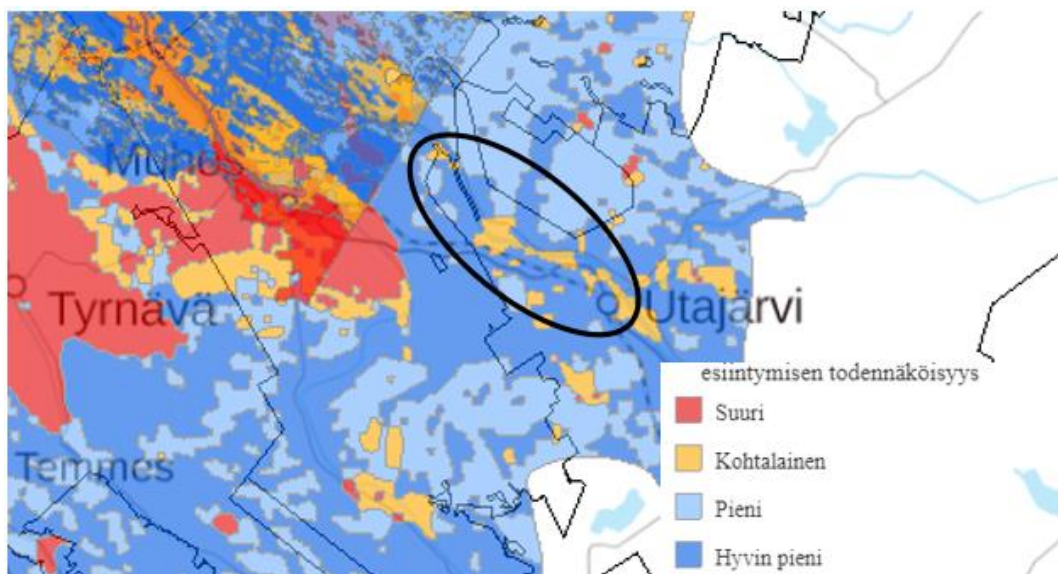 Muhos
Tyrnävä
Utajärvi
Temmes
esiintymisen todennäköisyys
Suuri
Kohtalainen
Pieni
Hyvin pieni